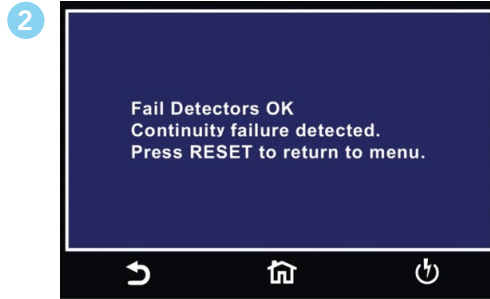 2
Fail Detectors OK
Continuity failure detected.
Press RESET to return to menu.